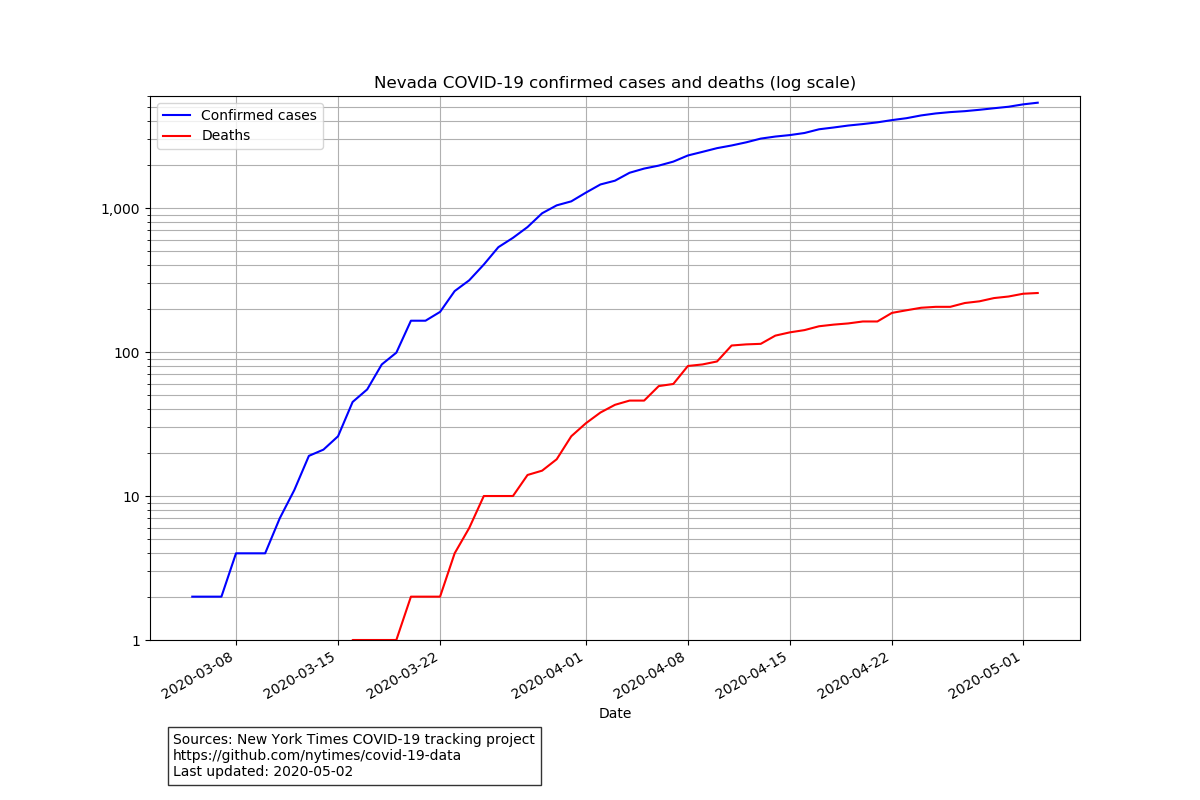 Nevada COVID-19 confirmed cases and deaths (log scale)
Confirmed cases
Deaths
1,000
100
10
1
2020-03-08
2020-03-15
2020-03-22
2020-04-01
2020-04-08
2020-04-15
2020-04-22
2020-05-01
Date
Sources: New York Times COVID-19 tracking project
https://github.com/nytimes/covid-19-data
Last updated: 2020-05-02